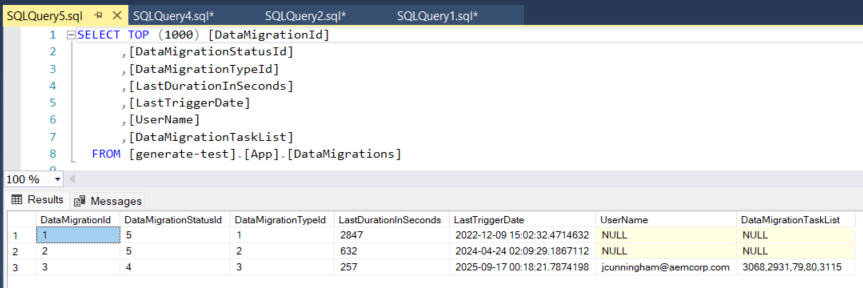 SQLQuery5.sql SQLQuery4.sql* SQLQuery2.sql* SQLQuery1.sql*
1 SELECT TOP (1000) [DataMigrationId]
2 ,[DataMigrationStatusId]
3 ,[DataMigrationTypeId]
4 ,[LastDurationInSeconds]
5 ,[LastTriggerDate]
6 ,[UserName]
7 ,[DataMigrationTaskList]
8 FROM [generate-test].[App].[DataMigrations]
9
100 %
Results Messages
DataMigrationId DataMigrationStatusId DataMigrationTypeId LastDurationInSeconds LastTriggerDate UserName DataMigrationTaskList
1 1 5 1 2847 2022-12-09 15:02:32.4714632 NULL NULL
2 2 5 2 632 2024-04-24 02:09:29.1867112 NULL NULL
3 3 4 3 257 2025-09-17 00:18:21.7874198 jcunningham@aemcorp.com 3068,2931,79,80,3115